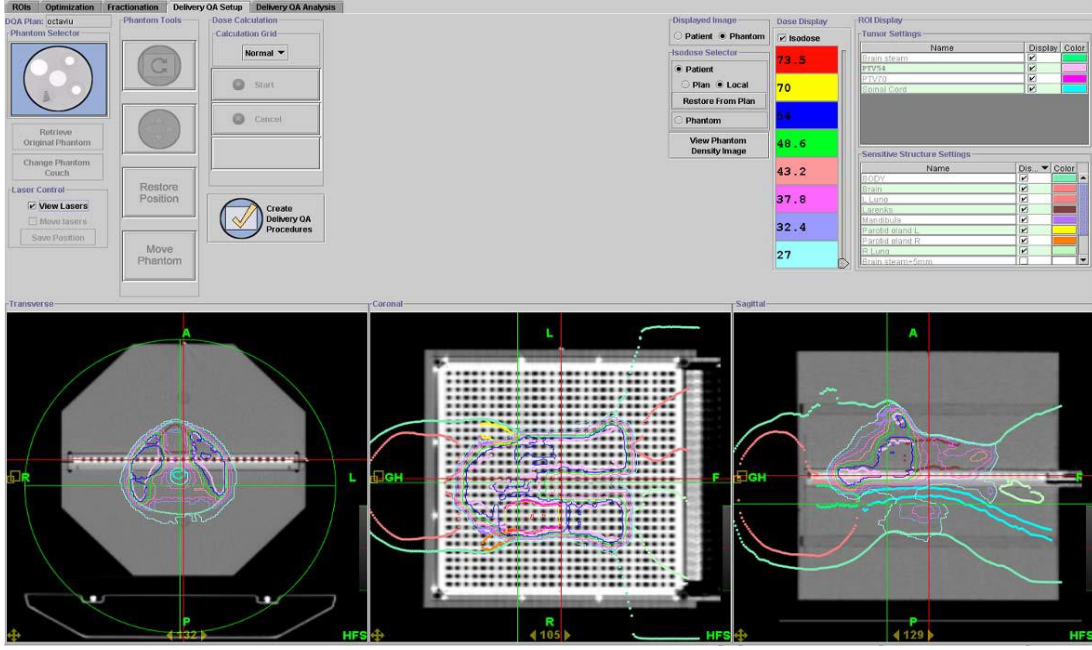 ROIs Optimization Fractionation Delivery QA Setup Delivery QA Analysis
DQA Plan: octaviu
Phantom Selector
Retrieve
Original Phantom
Change Phantom
Couch
Laser Control
View Lasers
Move lasers
Save Position
Phantom Tools
Restore
Position
Move
Phantom
Dose Calculation
Calculation Grid
Normal
Start
Cancel
Create
Delivery QA
Procedures
Displayed Image
Patient Phantom
Isodose Selector
Patient
Plan Local
Restore From Plan
Phantom
View Phantom
Density Image
Dose Display
Isodose
73.5
70
54
48.6
43.2
37.8
32.4
27
ROI Display
Tumor Settings
Name Display Color
Brain steam
PTV54
PTV70
Spinal Cord
Sensitive Structure Settings
Name Dis... Color
BODY
Brain
L Lung
Larenks
Mandibula
Parotid gland L
Parotid gland R
R Lung
Brain steam+5mm
Transverse
A
R
L
P
132
HFS
Coronal
L
GH
F
R
105
HFS
Sagittal
A
GH
F
P
129
HFS